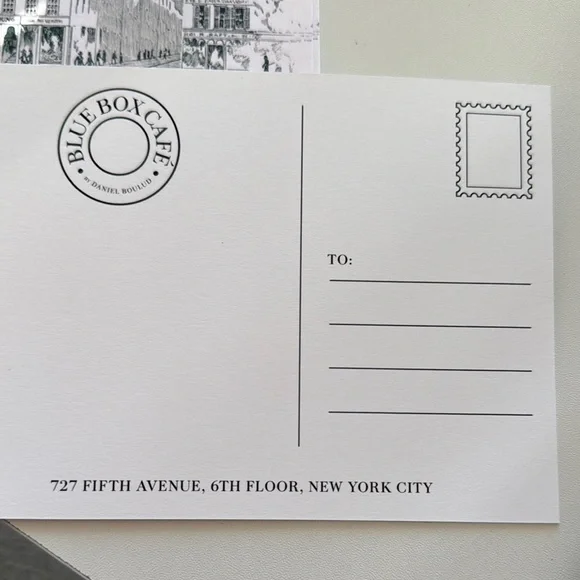 BLUE BOX CAFÉ
• BY DANIEL BOULUD •
TO:
727 FIFTH AVENUE, 6TH FLOOR, NEW YORK CITY